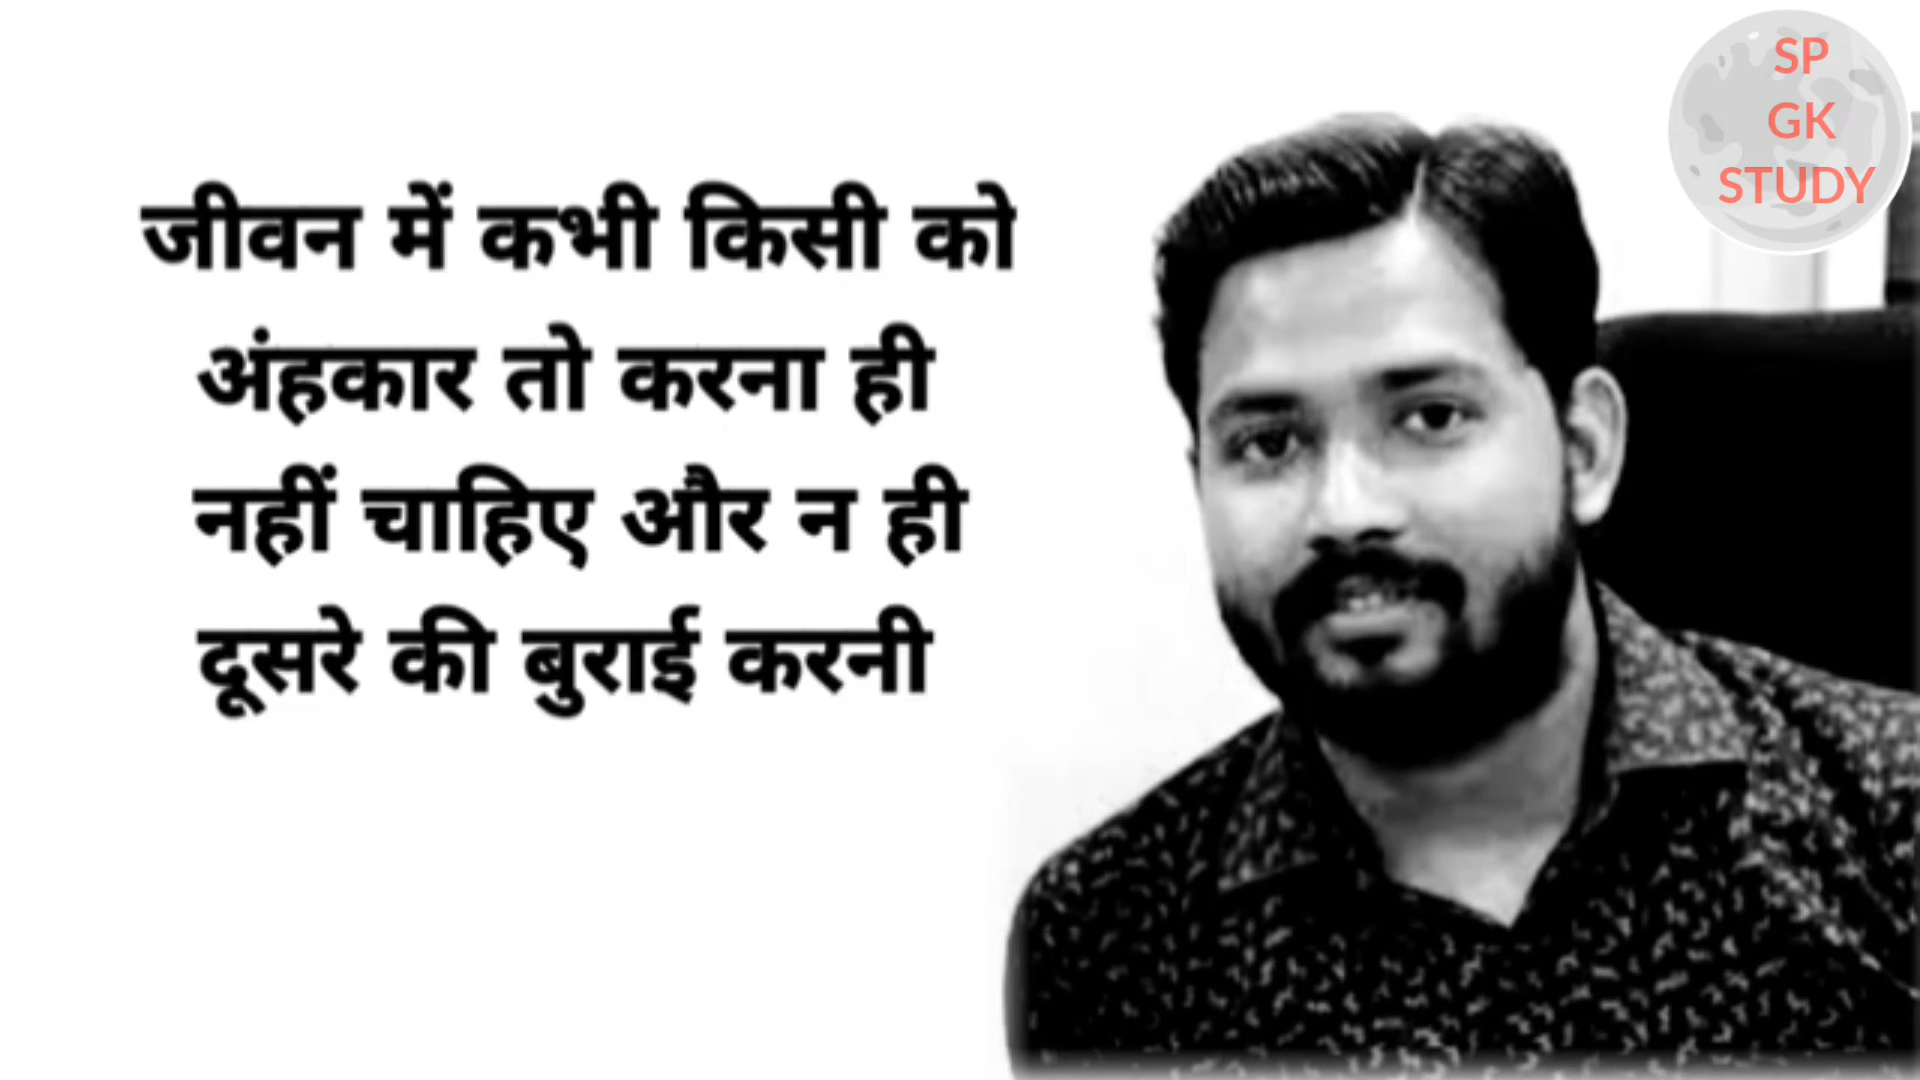 जीवन में कभी किसी को
अंहकार तो करना ही
नहीं चाहिए और न ही
दूसरे की बुराई करनी
SP
GK
STUDY